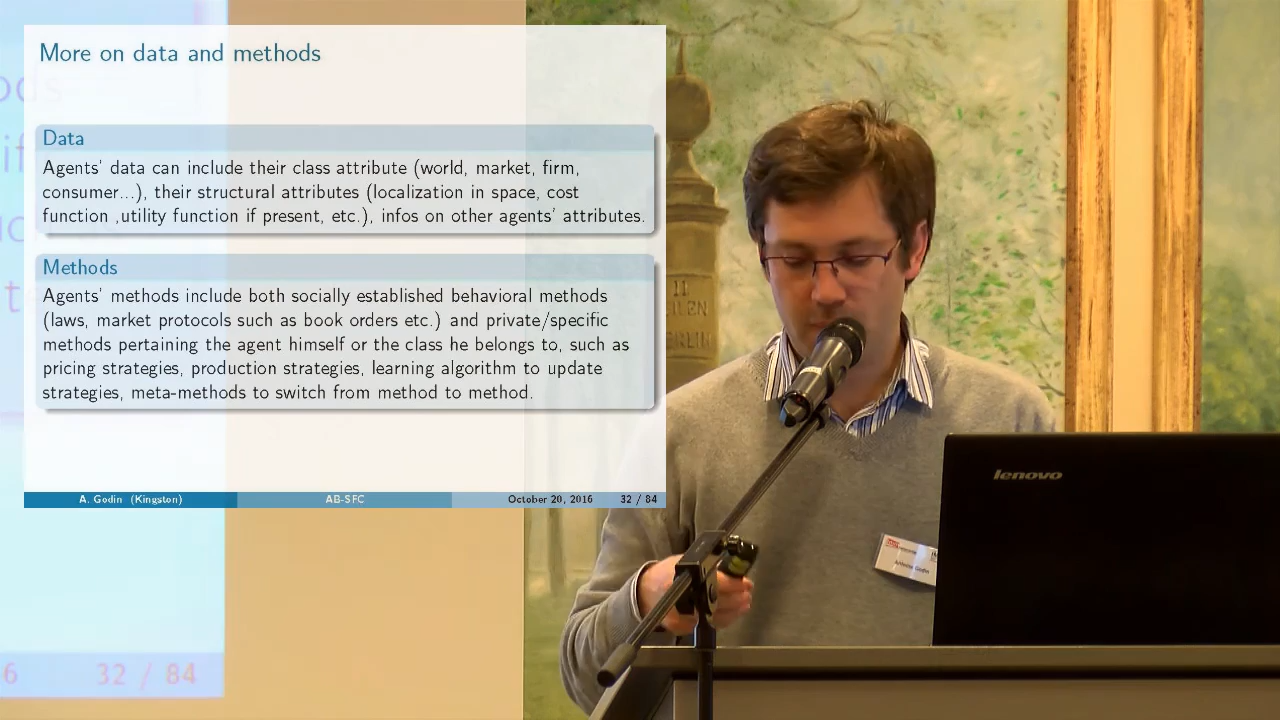 More on data and methods
Data
Agents' data can include their class attribute (world, market, firm,
consumer...), their structural attributes (localization in space, cost
function ,utility function if present, etc.), infos on other agents' attributes.
Methods
Agents' methods include both socially established behavioral methods
(laws, market protocols such as book orders etc.) and private/specific
methods pertaining the agent himself or the class he belongs to, such as
pricing strategies, production strategies, learning algorithm to update
strategies, meta-methods to switch from method to method.
A. Godin (Kingston) AB-SFC October 20, 2016 32 / 84
6 32 / 84
II
lenovo
Antoine Godin